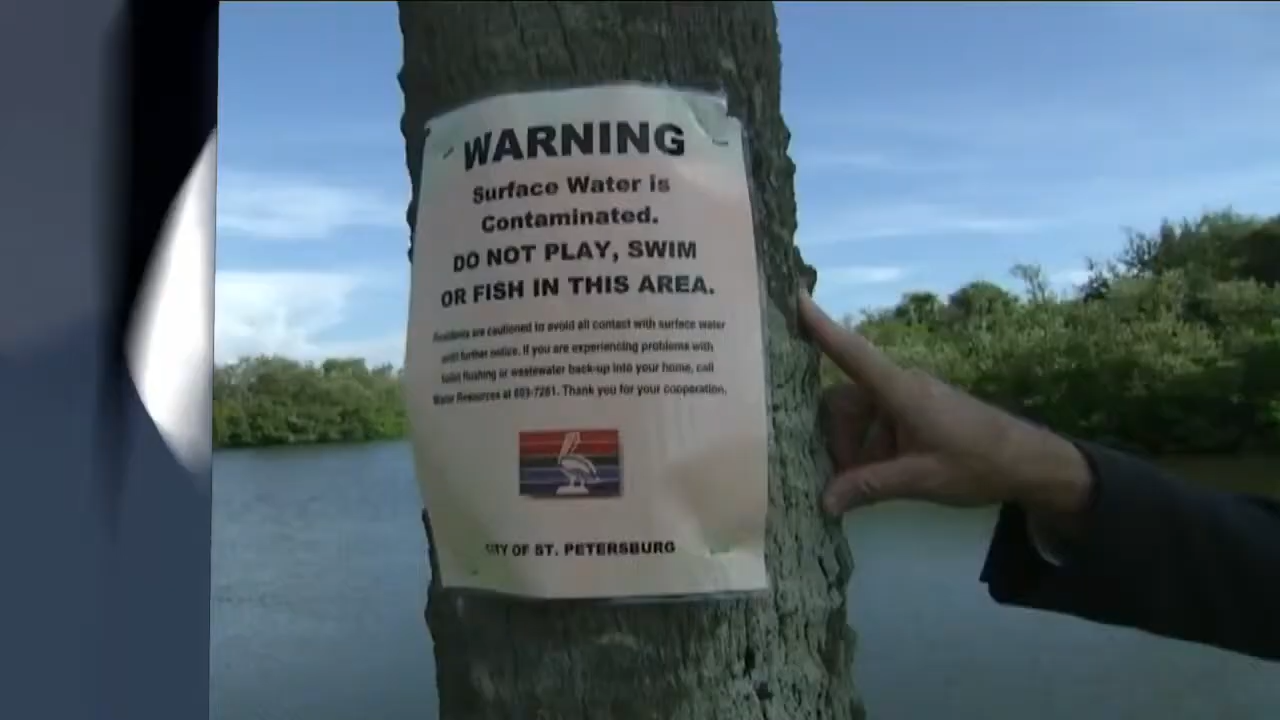 WARNING
Surface Water is
Contaminated.
DO NOT PLAY, SWIM
OR FISH IN THIS AREA.
Residents are cautioned to avoid all contact with surface water
until further notice. If you are experiencing problems with
toilet flushing or wastewater back-up into your home, call
Water Resources at 893-7261. Thank you for your cooperation.
CITY OF ST. PETERSBURG